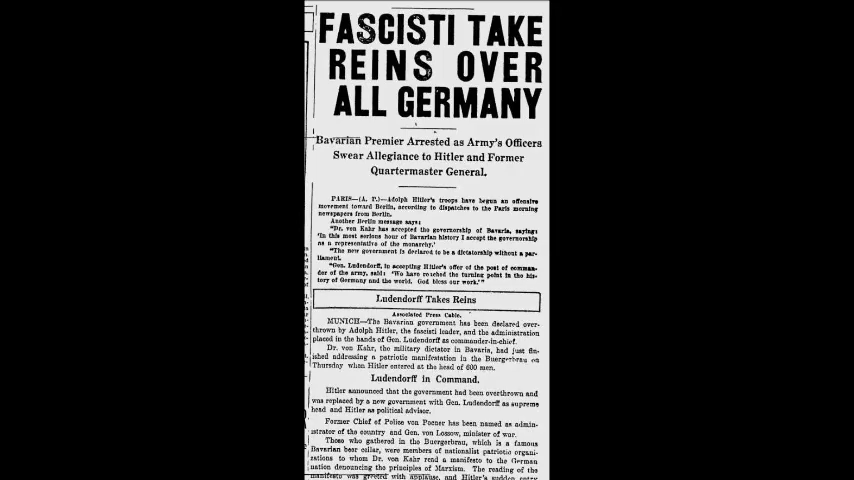 FASCISTI TAKE
REINS OVER
ALL GERMANY
Bavarian Premier Arrested as Army's Officers
Swear Allegiance to Hitler and Former
Quartermaster General.
PARIS—(A. P.)—Adolph Hitler's troops have begun an offensive
movement toward Berlin, according to dispatches to the Paris morning
newspapers from Berlin.
Another Berlin message says:
"Dr. von Kahr has accepted the governorship of Bavaria, saying:
'In this most serious hour of Bavarian history I accept the governorship
as a representative of the monarchy.'
"The new government is declared to be a dictatorship without a par-
liament.
"Gen. Ludendorff, in accepting Hitler's offer of the post of comman-
der of the army, said: 'We have reached the turning point in the his-
tory of Germany and the world. God bless our work.'"
Ludendorff Takes Reins
Associated Press Cable.
MUNICH—The Bavarian government has been declared over-
thrown by Adolph Hitler, the fascisti leader, and the administration
placed in the hands of Gen. Ludendorff as commander-in-chief.
Dr. von Kahr, the military dictator in Bavaria, had just fin-
ished addressing a patriotic manifestation in the Buergerbrau on
Thursday when Hitler entered at the head of 600 men.
Ludendorff in Command.
Hitler announced that the government had been overthrown and
was replaced by a new government with Gen. Ludendorff as supreme
head and Hitler as political advisor.
Former Chief of Police von Poener has been named as admin-
istrator of the country and Gen. von Lossow, minister of war.
Those who gathered in the Buergerbrau, which is a famous
Bavarian beer cellar, were members of nationalist patriotic organi-
zations to whom Dr. von Kahr read a manifesto to the German
nation denouncing the principles of Marxism. The reading of the
manifesto was greeted with applause, and Hitler's sudden entry